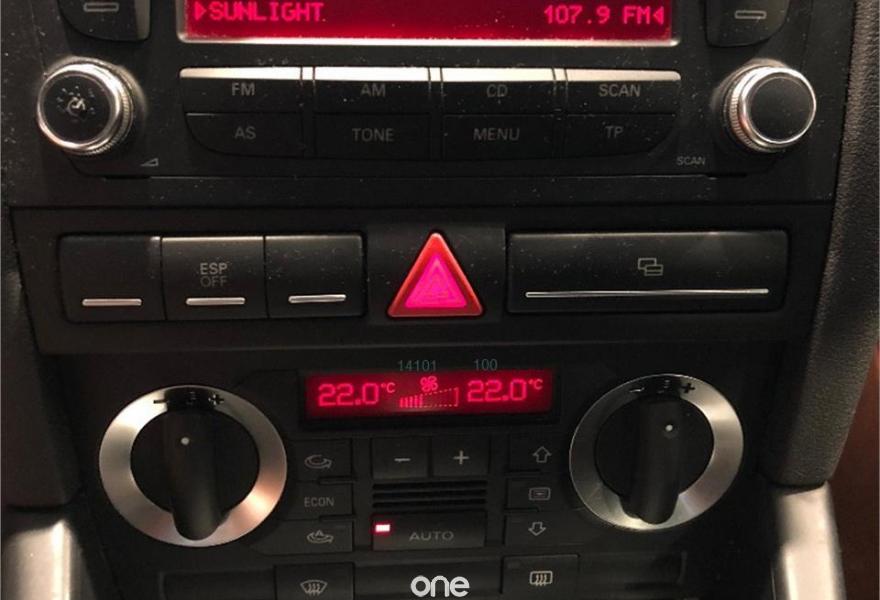 SUNLIGHT 107.9 FM
FM AM CD SCAN
AS TONE MENU TP
SCAN
ESP
OFF
14101 100
22.0°C 22.0°C
- + - +
- +
ECON
AUTO
one